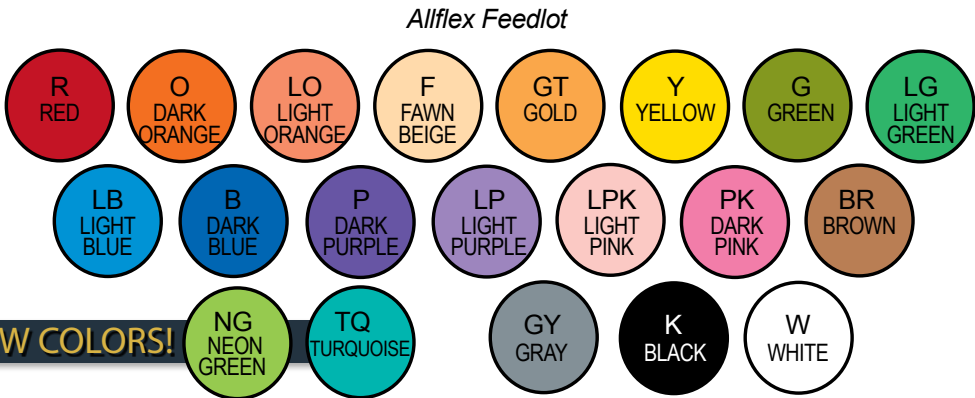 Allflex Feedlot
R
RED
O
DARK
ORANGE
LO
LIGHT
ORANGE
F
FAWN
BEIGE
GT
GOLD
Y
YELLOW
G
GREEN
LG
LIGHT
GREEN
LB
LIGHT
BLUE
B
DARK
BLUE
P
DARK
PURPLE
LP
LIGHT
PURPLE
LPK
LIGHT
PINK
PK
DARK
PINK
BR
BROWN
W COLORS!
NG
NEON
GREEN
TQ
TURQUOISE
GY
GRAY
K
BLACK
W
WHITE